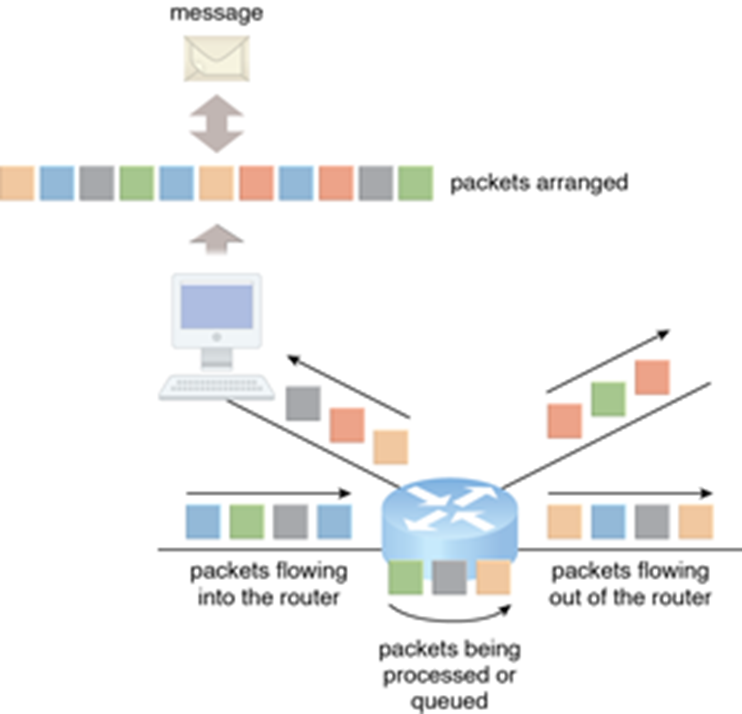 message
packets arranged
packets flowing
into the router
packets flowing
out of the router
packets being
processed or
queued